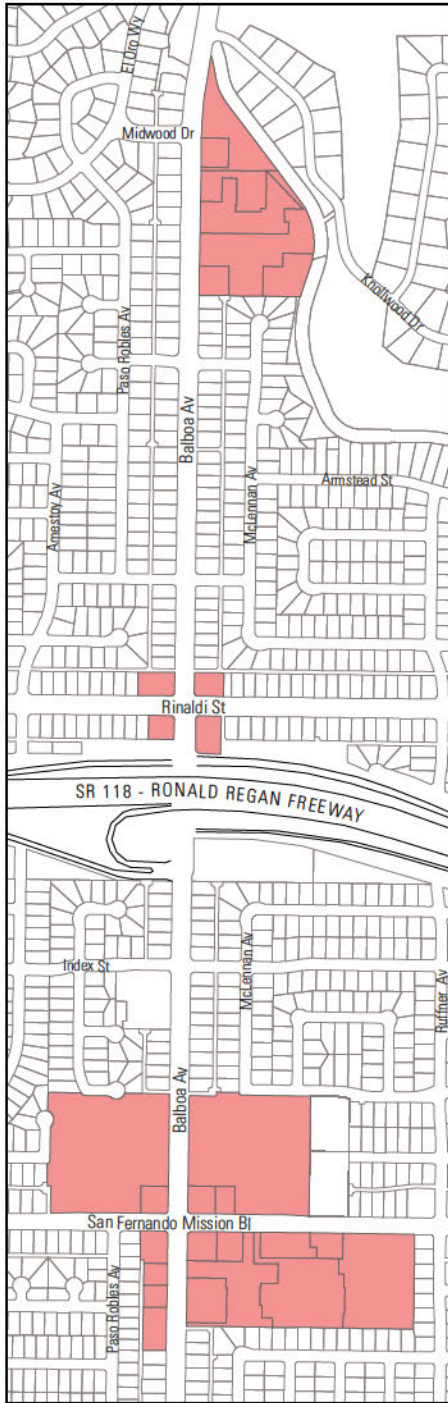 El Oro Wy
Midwood Dr
Knollwood Dr
Paso Robles Av
Balboa Av
Armstead St
Amestoy Av
McLennan Av
Rinaldi St
SR 118 - RONALD REGAN FREEWAY
McLennan Av
Index St
Ruffner Av
Balboa Av
San Fernando Mission Bl
Paso Robles Av